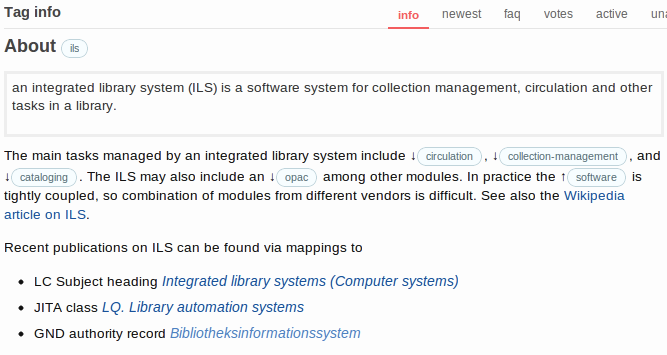 Tag info info newest faq votes active una
About ils
an integrated library system (ILS) is a software system for collection management, circulation and other
tasks in a library.
The main tasks managed by an integrated library system include ↓ circulation , ↓ collection-management , and
↓ cataloging . The ILS may also include an ↓ opac among other modules. In practice the ↑ software is
tightly coupled, so combination of modules from different vendors is difficult. See also the Wikipedia
article on ILS.
Recent publications on ILS can be found via mappings to
• LC Subject heading Integrated library systems (Computer systems)
• JITA class LQ. Library automation systems
• GND authority record Bibliotheksinformationssystem